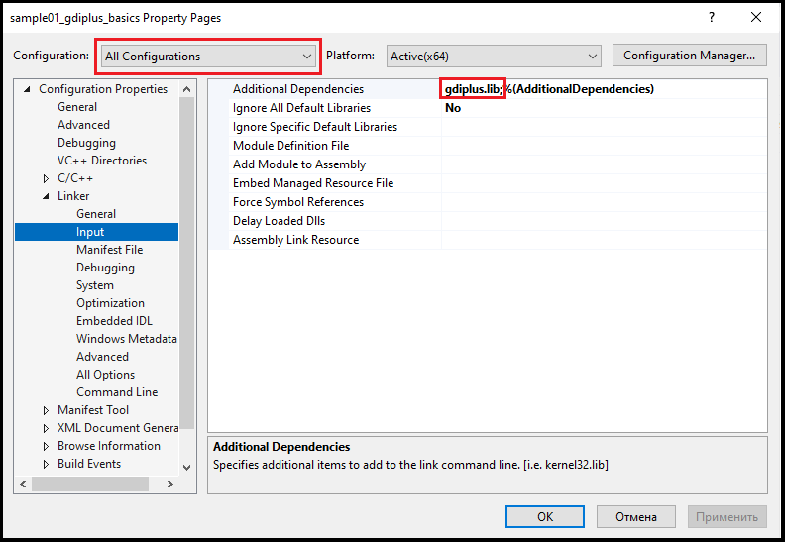 sample01_gdiplus_basics Property Pages
?
Configuration: All Configurations Platform: Active(x64) Configuration Manager...
Configuration Properties
General
Advanced
Debugging
VC++ Directories
C/C++
Linker
General
Input
Manifest File
Debugging
System
Optimization
Embedded IDL
Windows Metadata
Advanced
All Options
Command Line
Manifest Tool
XML Document Genera
Browse Information
Build Events
Additional Dependencies gdiplus.lib;%(AdditionalDependencies)
Ignore All Default Libraries No
Ignore Specific Default Libraries
Module Definition File
Add Module to Assembly
Embed Managed Resource File
Force Symbol References
Delay Loaded Dlls
Assembly Link Resource
Additional Dependencies
Specifies additional items to add to the link command line. [i.e. kernel32.lib]
OK Отмена Применить